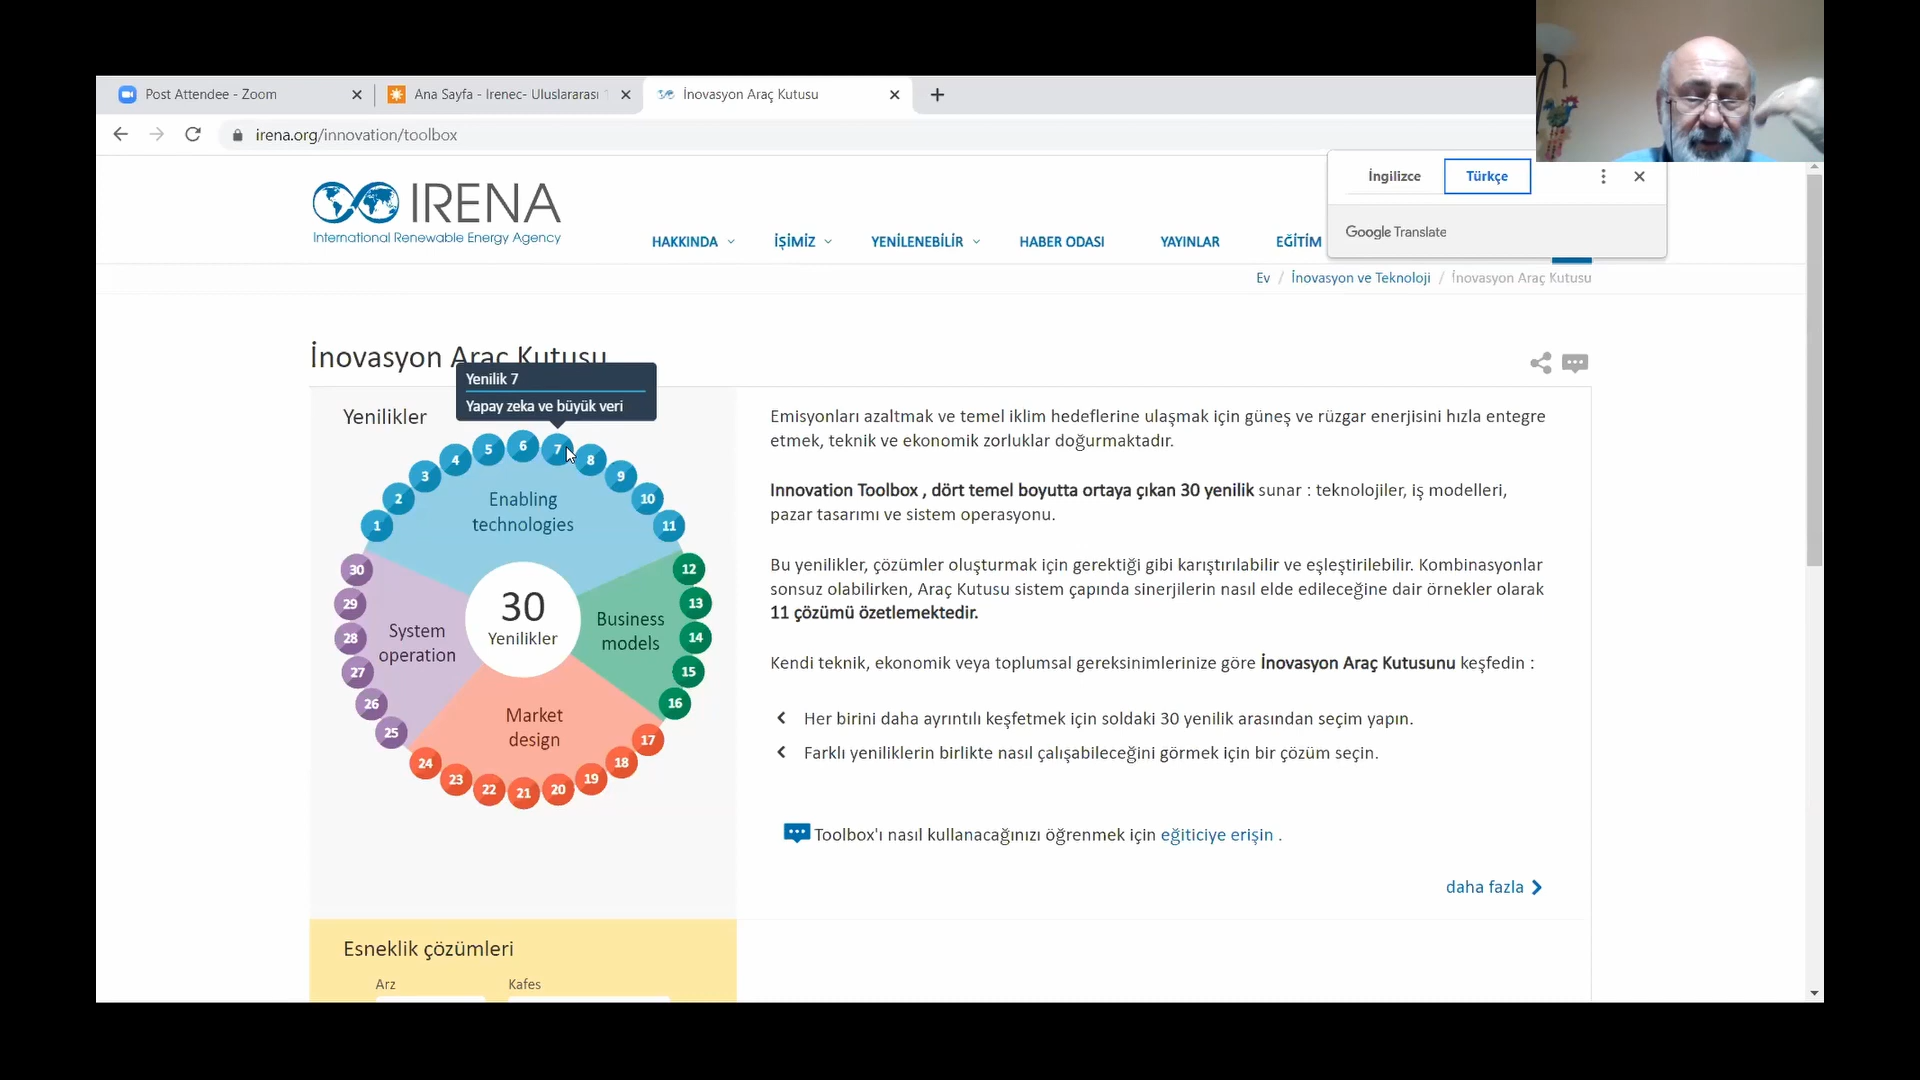 Post Attendee - Zoom
Ana Sayfa - Irenec- Uluslararası
İnovasyon Araç Kutusu
irena.org/innovation/toolbox
İngilizce
Türkçe
Google Translate
IRENA
International Renewable Energy Agency
HAKKINDA
İŞİMİZ
YENİLENEBİLİR
HABER ODASI
YAYINLAR
EĞİTİM
Ev / İnovasyon ve Teknoloji / İnovasyon Araç Kutusu
İnovasyon Araç Kutusu
Yenilik 7
Yapay zeka ve büyük veri
Yenilikler
1
2
3
4
5
6
7
8
9
10
11
12
13
14
15
16
17
18
19
20
21
22
23
24
25
26
27
28
29
30
Enabling
technologies
Business
models
Market
design
System
operation
30
Yenilikler
Emisyonları azaltmak ve temel iklim hedeflerine ulaşmak için güneş ve rüzgar enerjisini hızla entegre
etmek, teknik ve ekonomik zorluklar doğurmaktadır.
Innovation Toolbox , dört temel boyutta ortaya çıkan 30 yenilik sunar : teknolojiler, iş modelleri,
pazar tasarımı ve sistem operasyonu.
Bu yenilikler, çözümler oluşturmak için gerektiği gibi karıştırılabilir ve eşleştirilebilir. Kombinasyonlar
sonsuz olabilirken, Araç Kutusu sistem çapında sinerjilerin nasıl elde edileceğine dair örnekler olarak
11 çözümü özetlemektedir.
Kendi teknik, ekonomik veya toplumsal gereksinimlerinize göre İnovasyon Araç Kutusunu keşfedin :
Her birini daha ayrıntılı keşfetmek için soldaki 30 yenilik arasından seçim yapın.
Farklı yeniliklerin birlikte nasıl çalışabileceğini görmek için bir çözüm seçin.
Toolbox'ı nasıl kullanacağınızı öğrenmek için eğiticiye erişin .
daha fazla
Esneklik çözümleri
Arz
Kafes